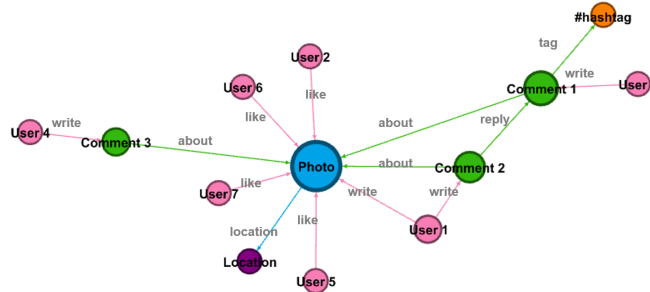 #hashtag
tag
User 2
User 6
like
write
Comment 1
User
like
about
reply
User 4
write
Comment 3
about
about
Photo
Comment 2
like
User 7
write
write
like
location
User 1
Location
User 5